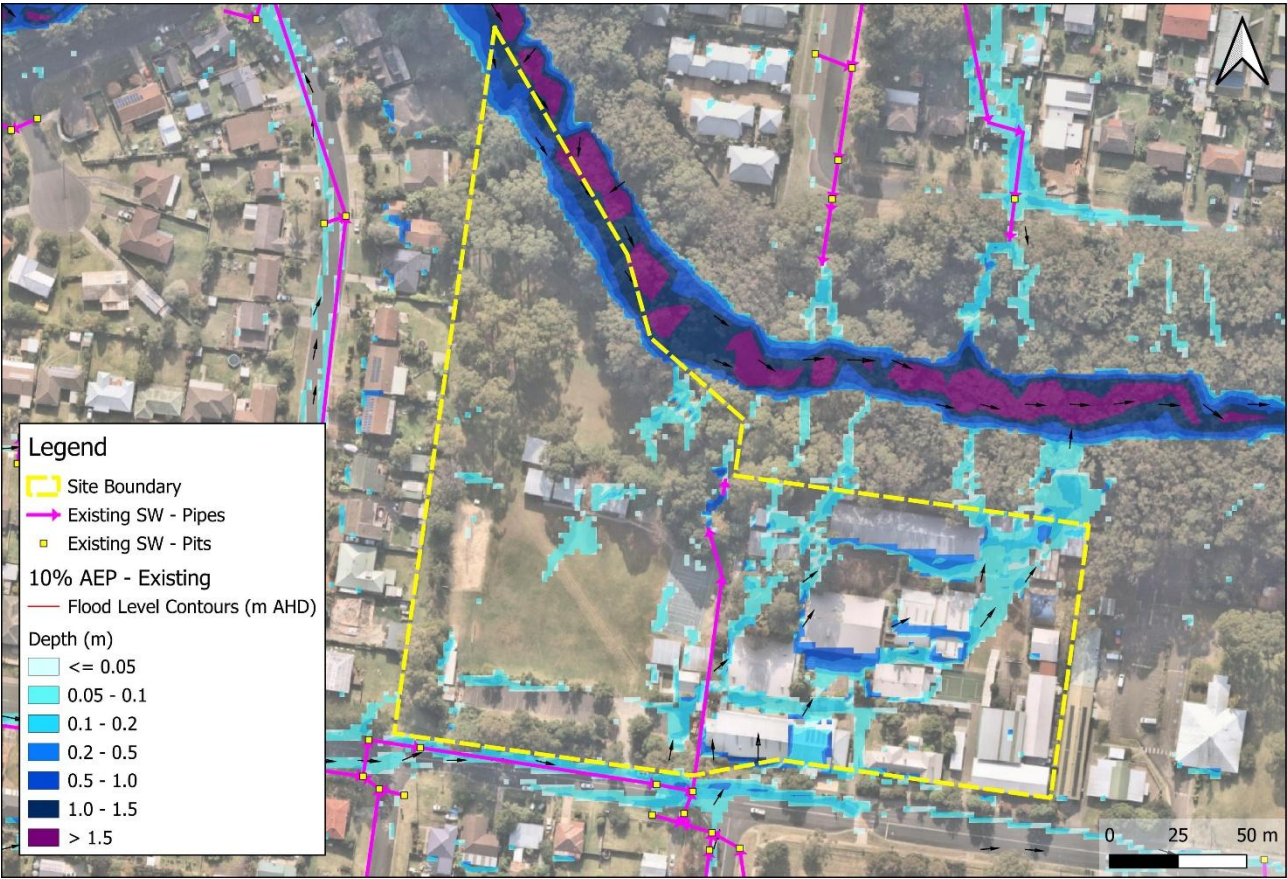 Legend
Site Boundary
Existing SW - Pipes
Existing SW - Pits
10% AEP - Existing
Flood Level Contours (m AHD)
Depth (m)
<= 0.05
0.05 - 0.1
0.1 - 0.2
0.2 - 0.5
0.5 - 1.0
1.0 - 1.5
> 1.5
0 25 50 m